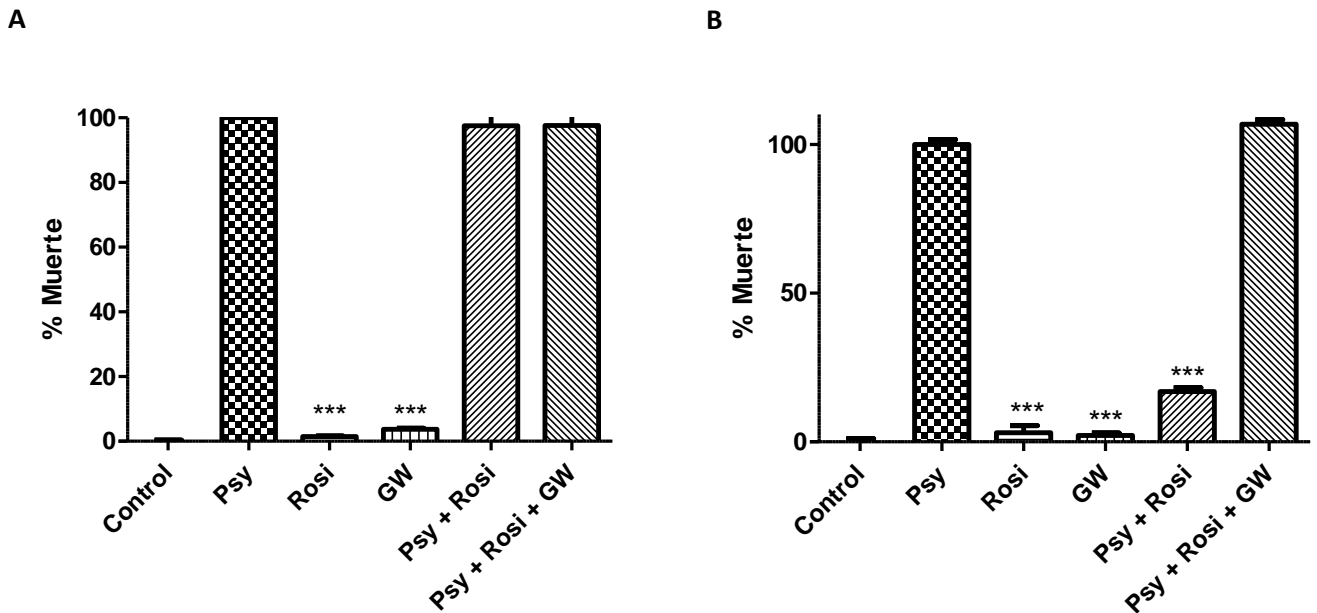 A
% Muerte
100
80
60
40
20
0
***
***
Control
Psy
Rosi
GW
Psy + Rosi
Psy + Rosi + GW
B
% Muerte
100
50
0
***
***
***
Control
Psy
Rosi
GW
Psy + Rosi
Psy + Rosi + GW